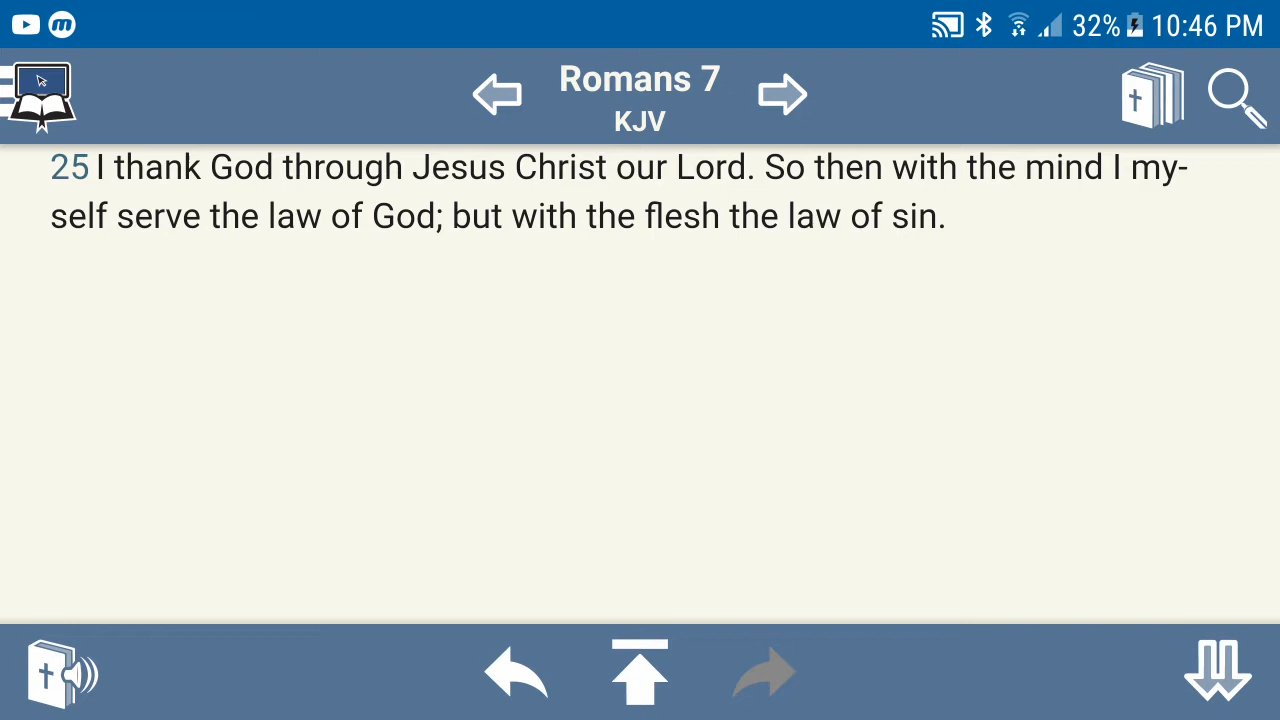 32% 10:46 PM
Romans 7
KJV
25 I thank God through Jesus Christ our Lord. So then with the mind I my-
self serve the law of God; but with the flesh the law of sin.